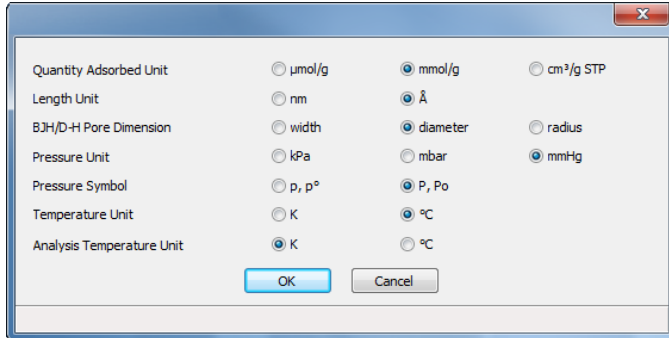 Quantity Adsorbed Unit µmol/g mmol/g cm³/g STP
Length Unit nm Å
BJH/D-H Pore Dimension width diameter radius
Pressure Unit kPa mbar mmHg
Pressure Symbol p, p° P, Po
Temperature Unit K °C
Analysis Temperature Unit K °C
OK Cancel